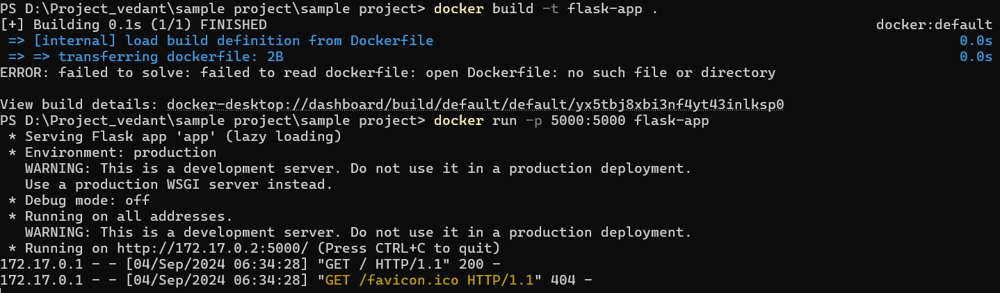 PS D:\Project_vedant\sample project\sample project> docker build -t flask-app .
[+] Building 0.1s (1/1) FINISHED docker:default
=> [internal] load build definition from Dockerfile 0.0s
=> => transferring dockerfile: 2B 0.0s
ERROR: failed to solve: failed to read dockerfile: open Dockerfile: no such file or directory
View build details: docker-desktop://dashboard/build/default/default/yx5tbj8xbi3nf4yt43inlksp0
PS D:\Project_vedant\sample project\sample project> docker run -p 5000:5000 flask-app
* Serving Flask app 'app' (lazy loading)
* Environment: production
WARNING: This is a development server. Do not use it in a production deployment.
Use a production WSGI server instead.
* Debug mode: off
* Running on all addresses.
WARNING: This is a development server. Do not use it in a production deployment.
* Running on http://172.17.0.2:5000/ (Press CTRL+C to quit)
172.17.0.1 - - [04/Sep/2024 06:34:28] "GET / HTTP/1.1" 200 -
172.17.0.1 - - [04/Sep/2024 06:34:28] "GET /favicon.ico HTTP/1.1" 404 -